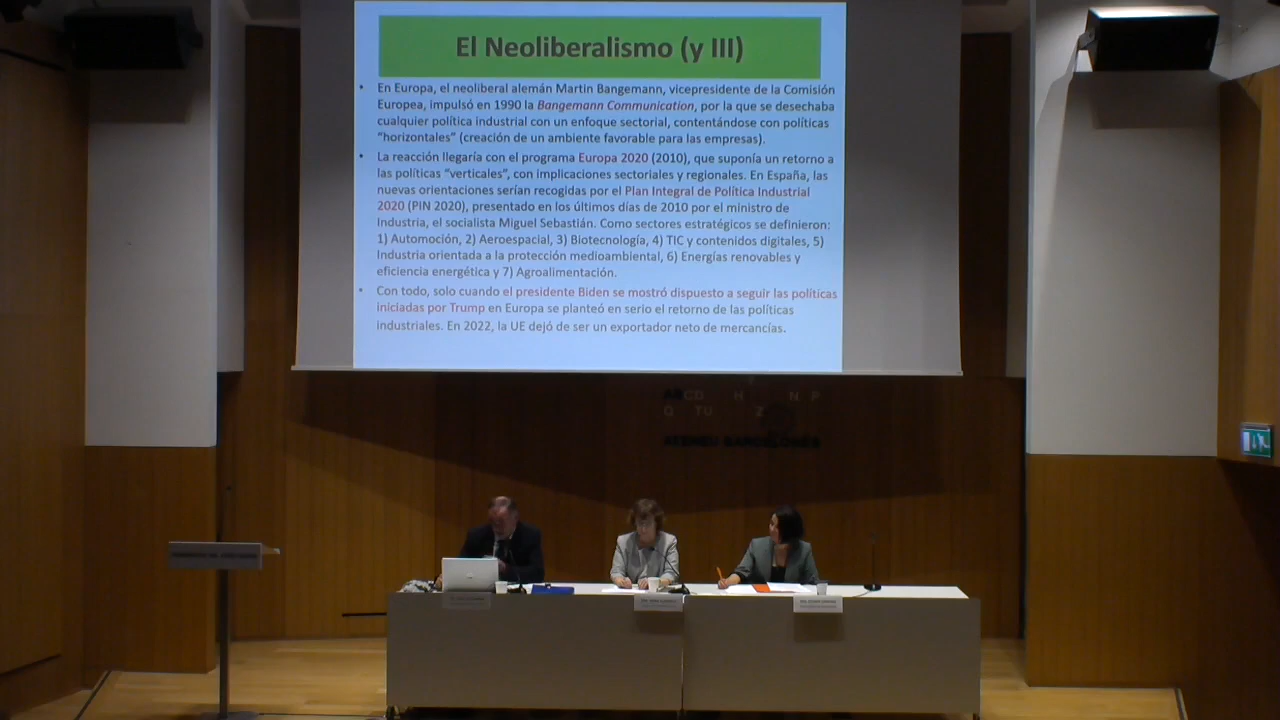 El Neoliberalismo (y III)
• En Europa, el neoliberal alemán Martin Bangemann, vicepresidente de la Comisión
Europea, impulsó en 1990 la Bangemann Communication, por la que se desechaba
cualquier política industrial con un enfoque sectorial, contentándose con políticas
“horizontales” (creación de un ambiente favorable para las empresas).
• La reacción llegaría con el programa Europa 2020 (2010), que suponía un retorno a
las políticas “verticales”, con implicaciones sectoriales y regionales. En España, las
nuevas orientaciones serían recogidas por el Plan Integral de Política Industrial
2020 (PIN 2020), presentado en los últimos días de 2010 por el ministro de
Industria, el socialista Miguel Sebastián. Como sectores estratégicos se definieron:
1) Automoción, 2) Aeroespacial, 3) Biotecnología, 4) TIC y contenidos digitales, 5)
Industria orientada a la protección medioambiental, 6) Energías renovables y
eficiencia energética y 7) Agroalimentación.
• Con todo, solo cuando el presidente Biden se mostró dispuesto a seguir las políticas
iniciadas por Trump en Europa se planteó en serio el retorno de las políticas
industriales. En 2022, la UE dejó de ser un exportador neto de mercancías.
ATENEU BARCELONÈS